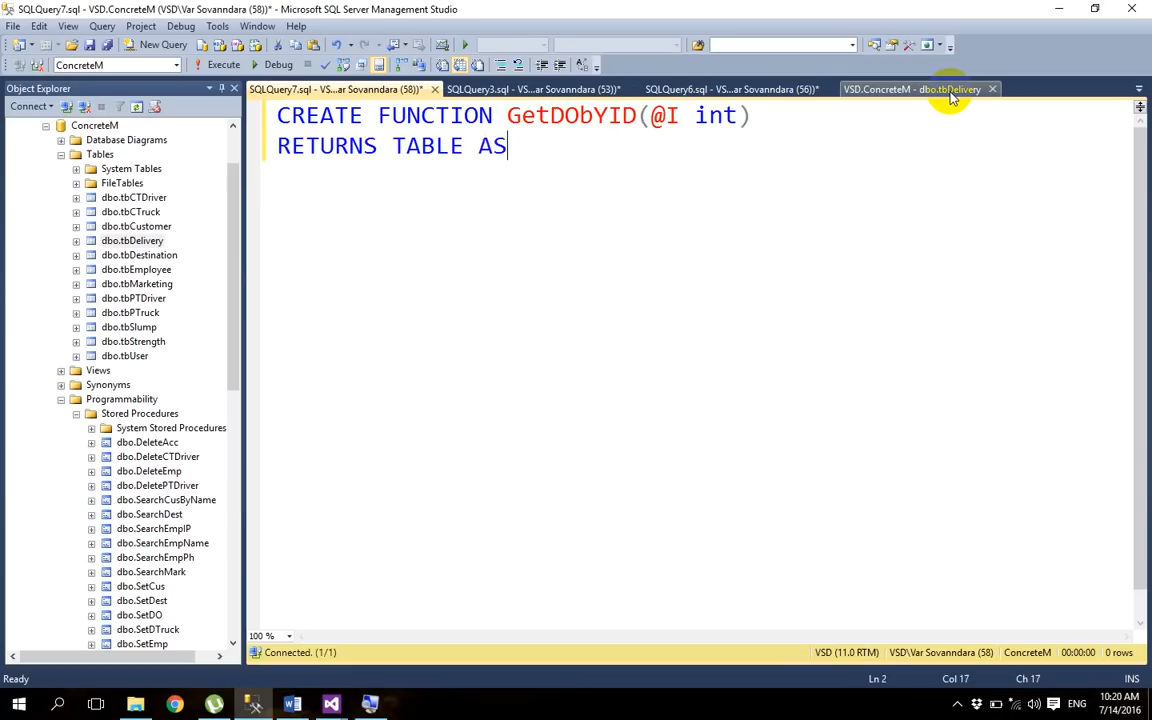 SQLQuery7.sql - VSD.ConcreteM (VSD\Var Sovanndara (58))* - Microsoft SQL Server Management Studio
File Edit View Query Project Debug Tools Window Help
New Query
ConcreteM Execute Debug
Object Explorer
SQLQuery7.sql - VS...ar Sovanndara (58))* SQLQuery3.sql - VS...ar Sovanndara (53))* SQLQuery6.sql - VS...ar Sovanndara (56))* VSD.ConcreteM - dbo.tbDelivery
Connect
CREATE FUNCTION GetDObYID(@I int)
RETURNS TABLE AS
ConcreteM
Database Diagrams
Tables
System Tables
FileTables
dbo.tbCTDriver
dbo.tbCTruck
dbo.tbCustomer
dbo.tbDelivery
dbo.tbDestination
dbo.tbEmployee
dbo.tbMarketing
dbo.tbPTDriver
dbo.tbPTruck
dbo.tbSlump
dbo.tbStrength
dbo.tbUser
Views
Synonyms
Programmability
Stored Procedures
System Stored Procedures
dbo.DeleteAcc
dbo.DeleteCTDriver
dbo.DeleteEmp
dbo.DeletePTDriver
dbo.SearchCusByName
dbo.SearchDest
dbo.SearchEmpIP
dbo.SearchEmpName
dbo.SearchEmpPh
dbo.SearchMark
dbo.SetCus
dbo.SetDest
dbo.SetDO
dbo.SetDTruck
dbo.SetEmp
100 %
Connected. (1/1) VSD (11.0 RTM) VSD\Var Sovanndara (58) ConcreteM 00:00:00 0 rows
Ready Ln 2 Col 17 Ch 17 INS
ENG
10:20 AM
7/14/2016